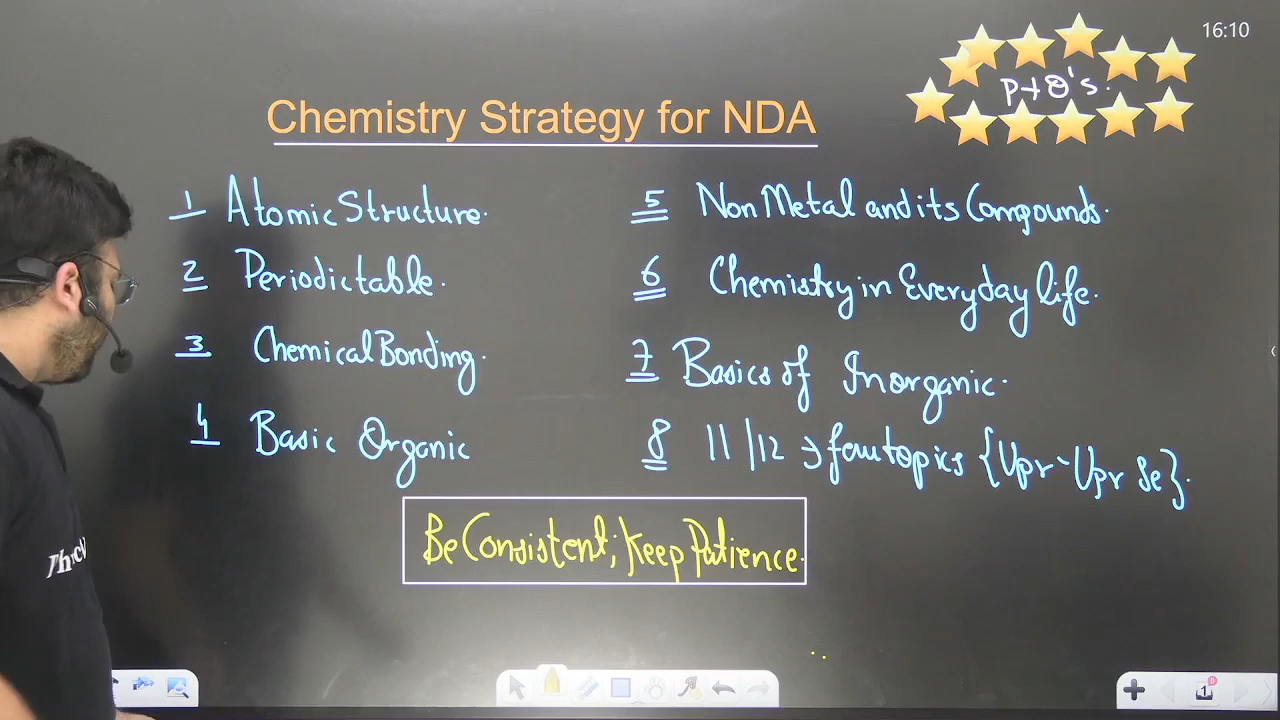 16:10
PYQ's.
Chemistry Strategy for NDA
1 Atomic Structure.
2 Periodic table.
3 Chemical Bonding.
4 Basic Organic
5 Non Metal and its Compounds.
6 Chemistry in Everyday life.
7 Basics of Inorganic.
8 11/12 → few topics {Upr-Upr Se}.
Be Consistent; Keep Patience.
1